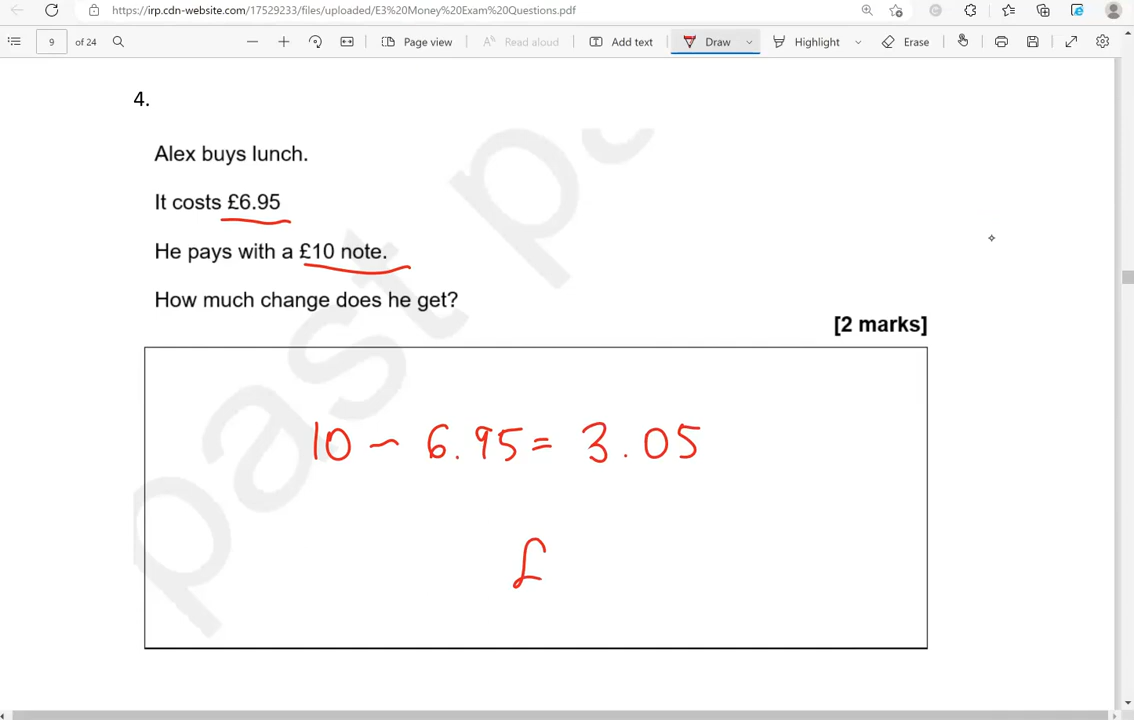 https://irp.cdn-website.com/17529233/files/uploaded/E3%20Money%20Exam%20Questions.pdf
9 of 24 Page view Read aloud Add text Draw Highlight Erase
4.
Alex buys lunch.
It costs £6.95
He pays with a £10 note.
How much change does he get?
[2 marks]
10 - 6.95 = 3.05
£
past pa